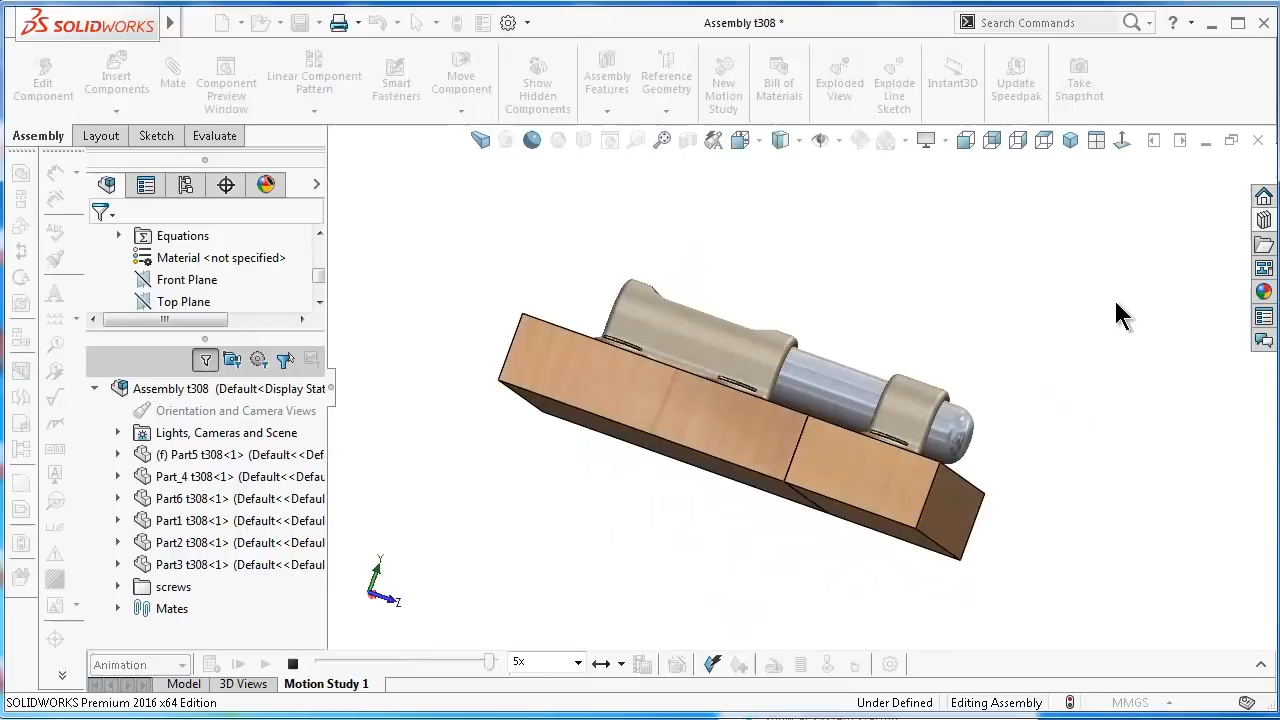 SOLIDWORKS
Assembly t308 *
Search Commands
?
Edit Component
Insert Components
Mate
Component Preview Window
Linear Component Pattern
Smart Fasteners
Move Component
Show Hidden Components
Assembly Features
Reference Geometry
New Motion Study
Bill of Materials
Exploded View
Explode Line Sketch
Instant3D
Update Speedpak
Take Snapshot
Assembly
Layout
Sketch
Evaluate
Equations
Material <not specified>
Front Plane
Top Plane
Assembly t308 (Default<Display Stat
Orientation and Camera Views
Lights, Cameras and Scene
(f) Part5 t308<1> (Default<<Def
Part_4 t308<1> (Default<<Defau
Part6 t308<1> (Default<<Defaul
Part1 t308<1> (Default<<Defaul
Part2 t308<1> (Default<<Defaul
Part3 t308<1> (Default<<Defaul
screws
Mates
Y
Z
Animation
5x
Model
3D Views
Motion Study 1
SOLIDWORKS Premium 2016 x64 Edition
Under Defined
Editing Assembly
MMGS